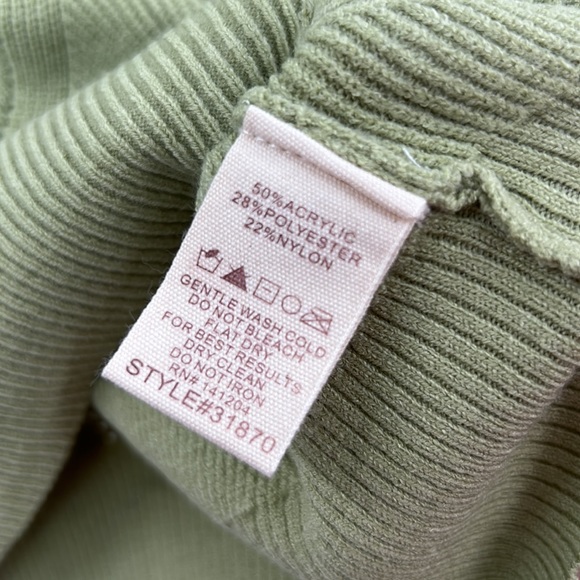 50%ACRYLIC
28%POLYESTER
22%NYLON
GENTLE WASH COLD
DO NOT BLEACH
FLAT DRY
FOR BEST RESULTS
DRY CLEAN
DO NOT IRON
RN# 141204
STYLE#31870